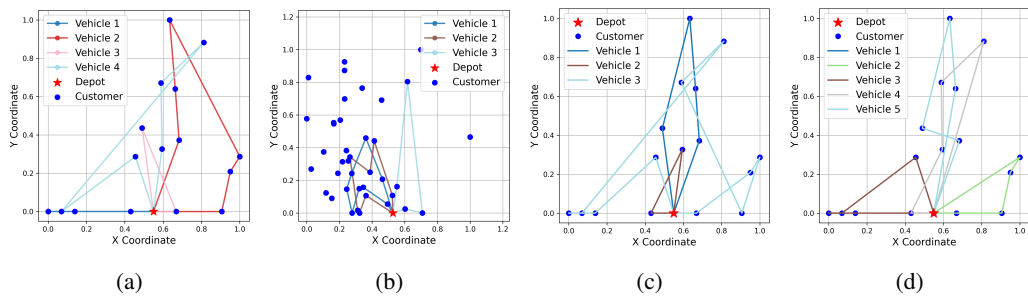 Vehicle 1
Vehicle 2
Vehicle 3
Vehicle 4
Depot
Customer
Y Coordinate
1.0
0.8
0.6
0.4
0.2
0.0
0.0 0.2 0.4 0.6 0.8 1.0
X Coordinate
(a)
Vehicle 1
Vehicle 2
Vehicle 3
Depot
Customer
Y Coordinate
1.2
1.0
0.8
0.6
0.4
0.2
0.0
0.0 0.2 0.4 0.6 0.8 1.0
X Coordinate
(b)
Depot
Customer
Vehicle 1
Vehicle 2
Vehicle 3
Y Coordinate
1.0
0.8
0.6
0.4
0.2
0.0
0.0 0.2 0.4 0.6 0.8 1.0
X Coordinate
(c)
Depot
Customer
Vehicle 1
Vehicle 2
Vehicle 3
Vehicle 4
Vehicle 5
Y Coordinate
1.0
0.8
0.6
0.4
0.2
0.0
0.0 0.2 0.4 0.6 0.8 1.0
X Coordinate
(d)